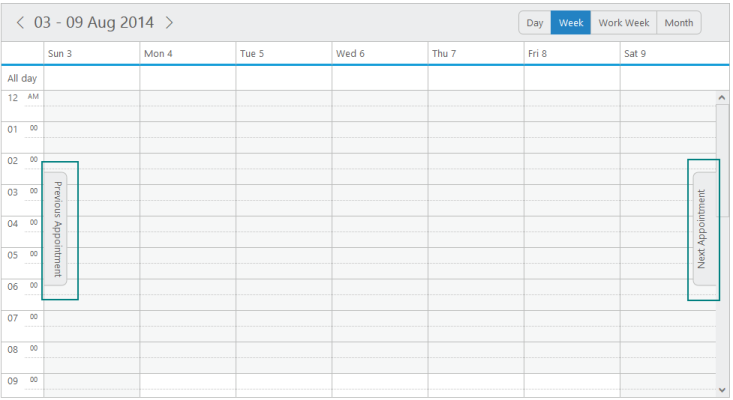 03 - 09 Aug 2014
Day Week Work Week Month
Sun 3 Mon 4 Tue 5 Wed 6 Thu 7 Fri 8 Sat 9
All day
12 AM
01 00
02 00
03 00
04 00
05 00
06 00
07 00
08 00
09 00
Previous Appointment
Next Appointment